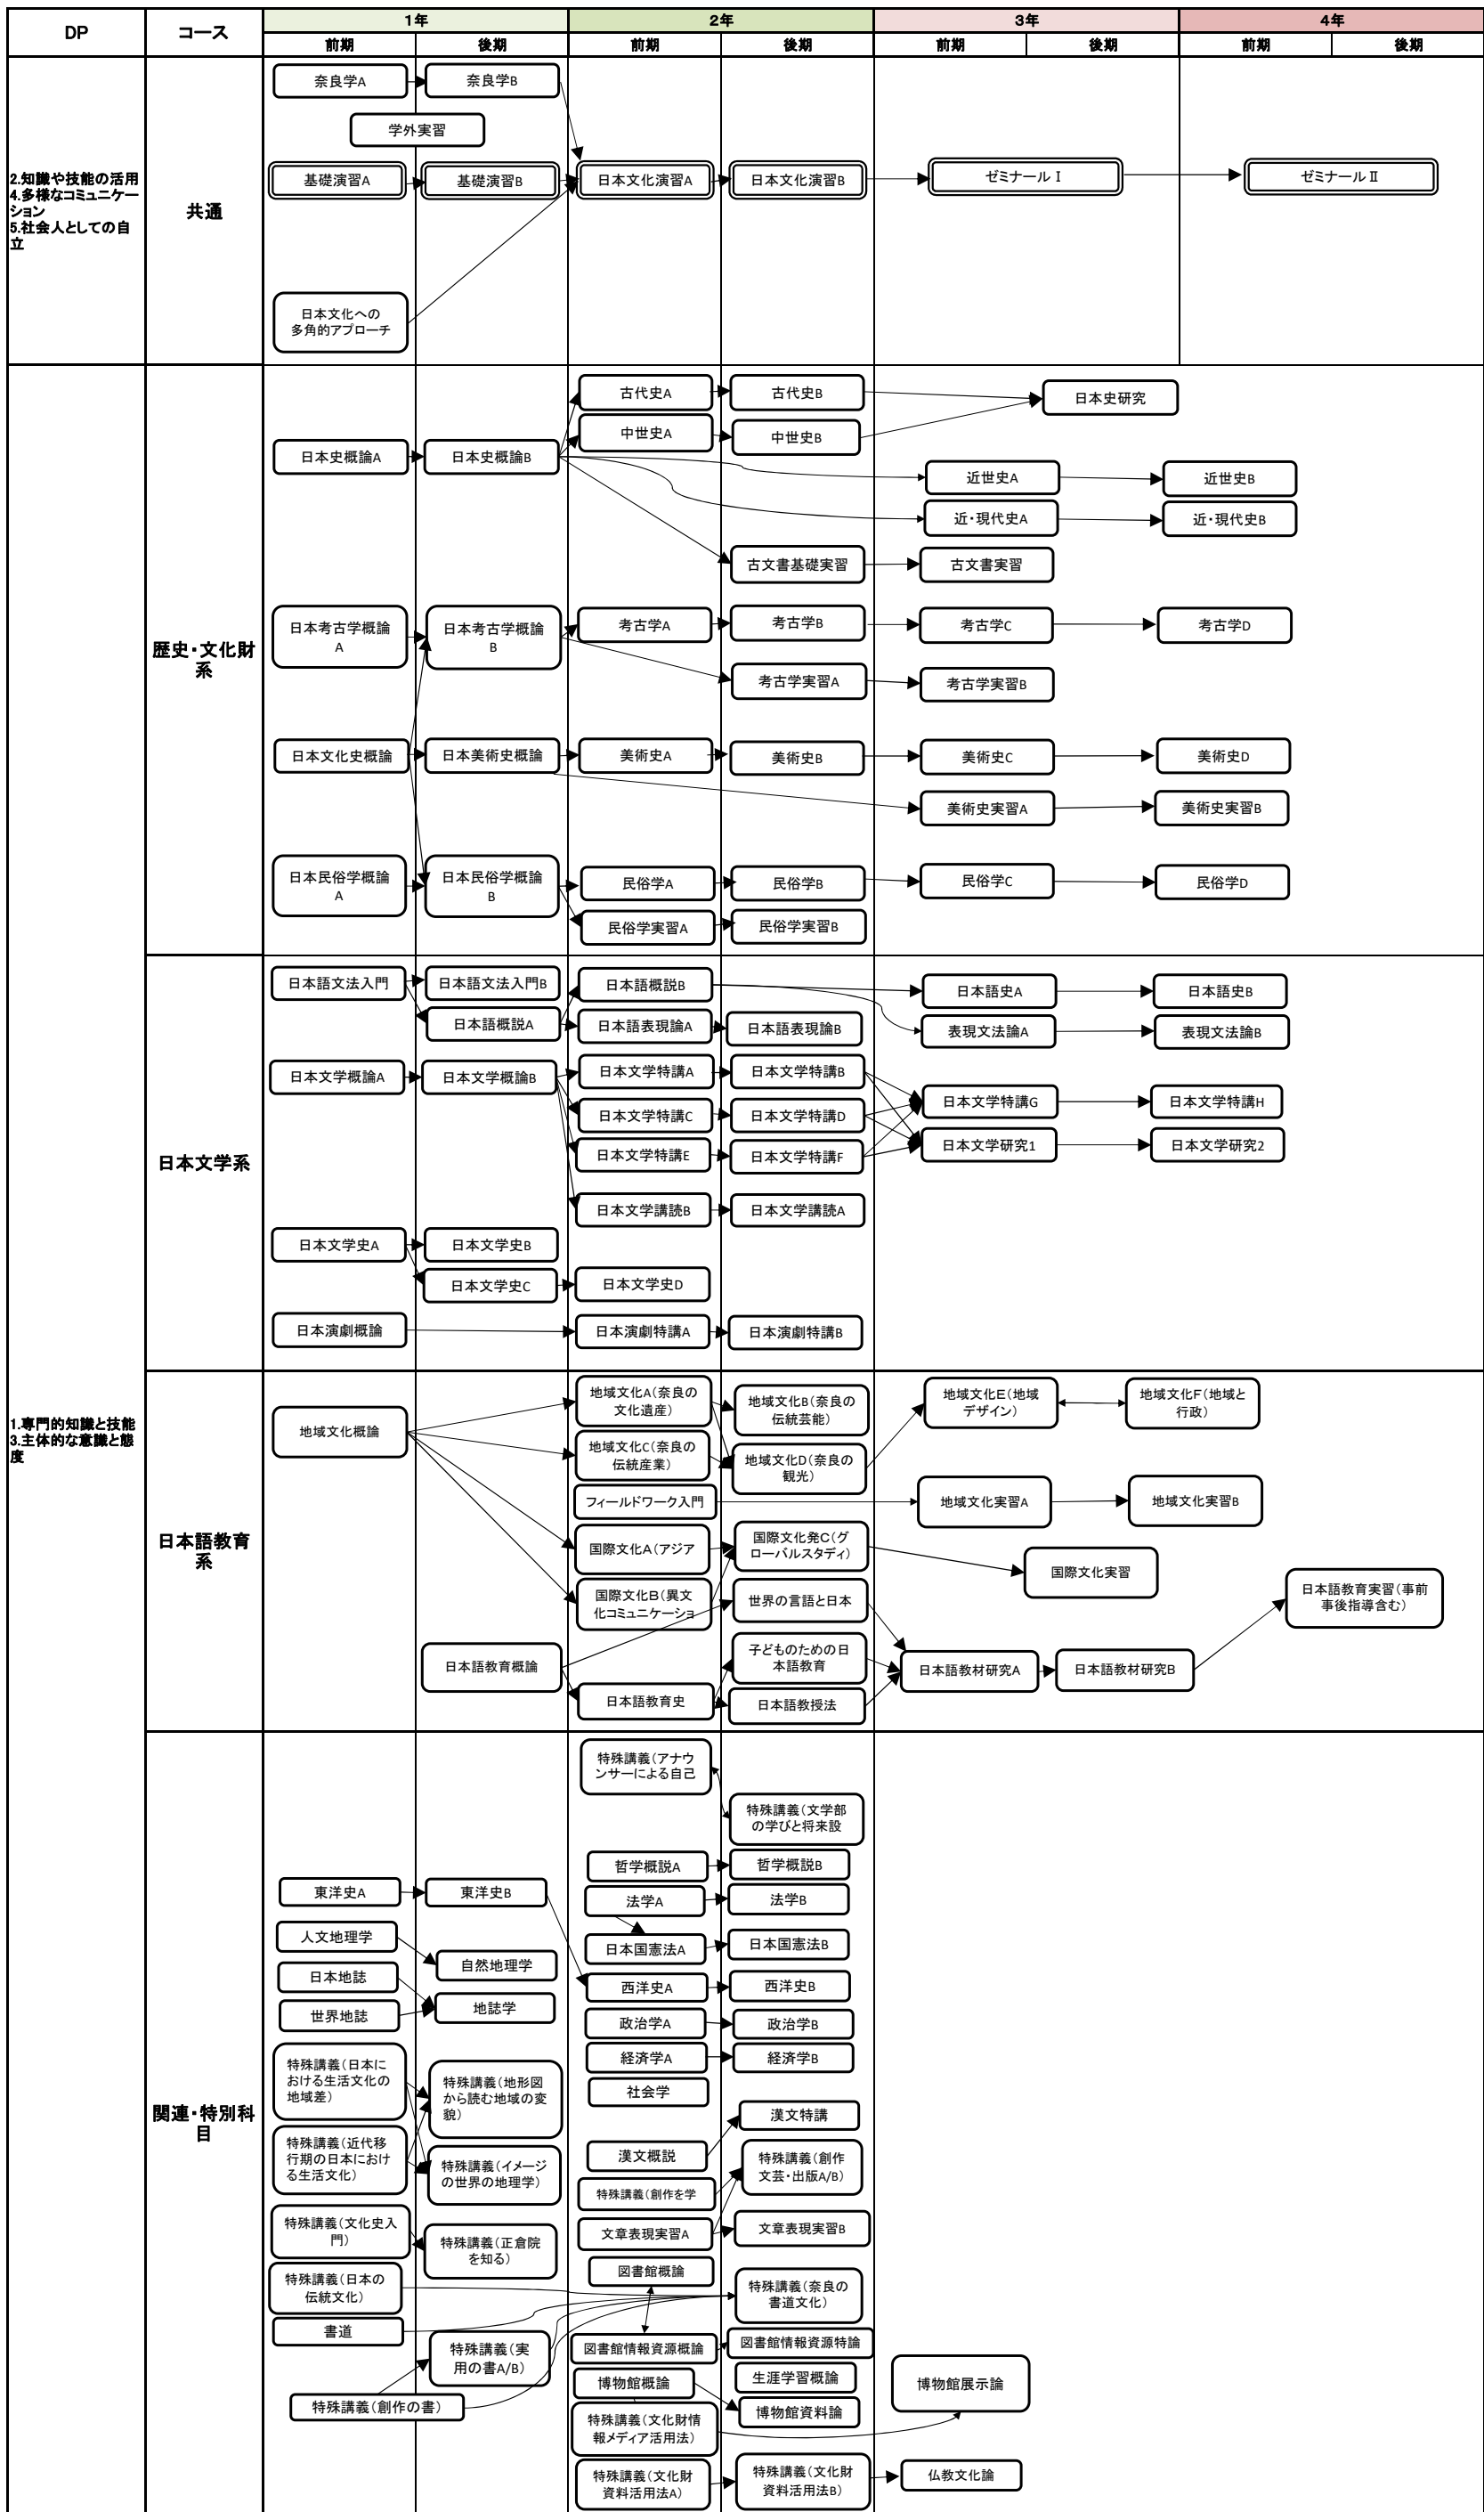 DP
コース
1年
2年
3年
4年
前期
後期
前期
後期
前期
後期
前期
後期
2.知識や技能の活用
4.多様なコミュニケー
ション
5.社会人としての自
立
共通
奈良学A
奈良学B
学外実習
基礎演習A
基礎演習B
日本文化演習A
日本文化演習B
ゼミナールⅠ
ゼミナールⅡ
日本文化への
多角的アプローチ
1.専門的知識と技能
3.主体的な意識と態
度
歴史・文化財
系
古代史A
古代史B
日本史研究
中世史A
中世史B
日本史概論A
日本史概論B
近世史A
近世史B
近・現代史A
近・現代史B
古文書基礎実習
古文書実習
日本考古学概論
A
日本考古学概論
B
考古学A
考古学B
考古学C
考古学D
考古学実習A
考古学実習B
日本文化史概論
日本美術史概論
美術史A
美術史B
美術史C
美術史D
美術史実習A
美術史実習B
日本民俗学概論
A
日本民俗学概論
B
民俗学A
民俗学B
民俗学C
民俗学D
民俗学実習A
民俗学実習B
日本文学系
日本語文法入門
日本語文法入門B
日本語概説B
日本語史A
日本語史B
日本語概説A
日本語表現論A
日本語表現論B
表現文法論A
表現文法論B
日本文学概論A
日本文学概論B
日本文学特講A
日本文学特講B
日本文学特講G
日本文学特講H
日本文学特講C
日本文学特講D
日本文学特講E
日本文学特講F
日本文学研究1
日本文学研究2
日本文学講読B
日本文学講読A
日本文学史A
日本文学史B
日本文学史C
日本文学史D
日本演劇概論
日本演劇特講A
日本演劇特講B
日本語教育
系
地域文化概論
地域文化A(奈良の
文化遺産)
地域文化B(奈良の
伝統芸能)
地域文化E(地域
デザイン)
地域文化F(地域と
行政)
地域文化C(奈良の
伝統産業)
地域文化D(奈良の
観光)
フィールドワーク入門
地域文化実習A
地域文化実習B
国際文化A(アジア
国際文化発C(グ
ローバルスタディ)
国際文化実習
国際文化B(異文
化コミュニケーショ
世界の言語と日本
日本語教育実習(事前
事後指導含む)
日本語教育概論
子どものための日
本語教育
日本語教材研究A
日本語教材研究B
日本語教育史
日本語教授法
関連・特別科
目
特殊講義(アナウ
ンサーによる自己
特殊講義(文学部
の学びと将来設
哲学概説A
哲学概説B
東洋史A
東洋史B
法学A
法学B
人文地理学
自然地理学
日本国憲法A
日本国憲法B
日本地誌
西洋史A
西洋史B
世界地誌
地誌学
政治学A
政治学B
経済学A
経済学B
特殊講義(日本に
おける生活文化の
地域差)
特殊講義(地形図
から読む地域の変
貌)
社会学
漢文特講
特殊講義(近代移
行期の日本におけ
る生活文化)
特殊講義(イメージ
の世界の地理学)
漢文概説
特殊講義(創作
文芸・出版A/B)
特殊講義(創作を学
特殊講義(文化史入
門)
特殊講義(正倉院
を知る)
文章表現実習A
文章表現実習B
図書館概論
特殊講義(日本の
伝統文化)
特殊講義(奈良の
書道文化)
書道
特殊講義(実
用の書A/B)
図書館情報資源概論
図書館情報資源特論
博物館概論
生涯学習概論
博物館展示論
特殊講義(創作の書)
特殊講義(文化財情
報メディア活用法)
博物館資料論
特殊講義(文化財
資料活用法A)
特殊講義(文化財
資料活用法B)
仏教文化論